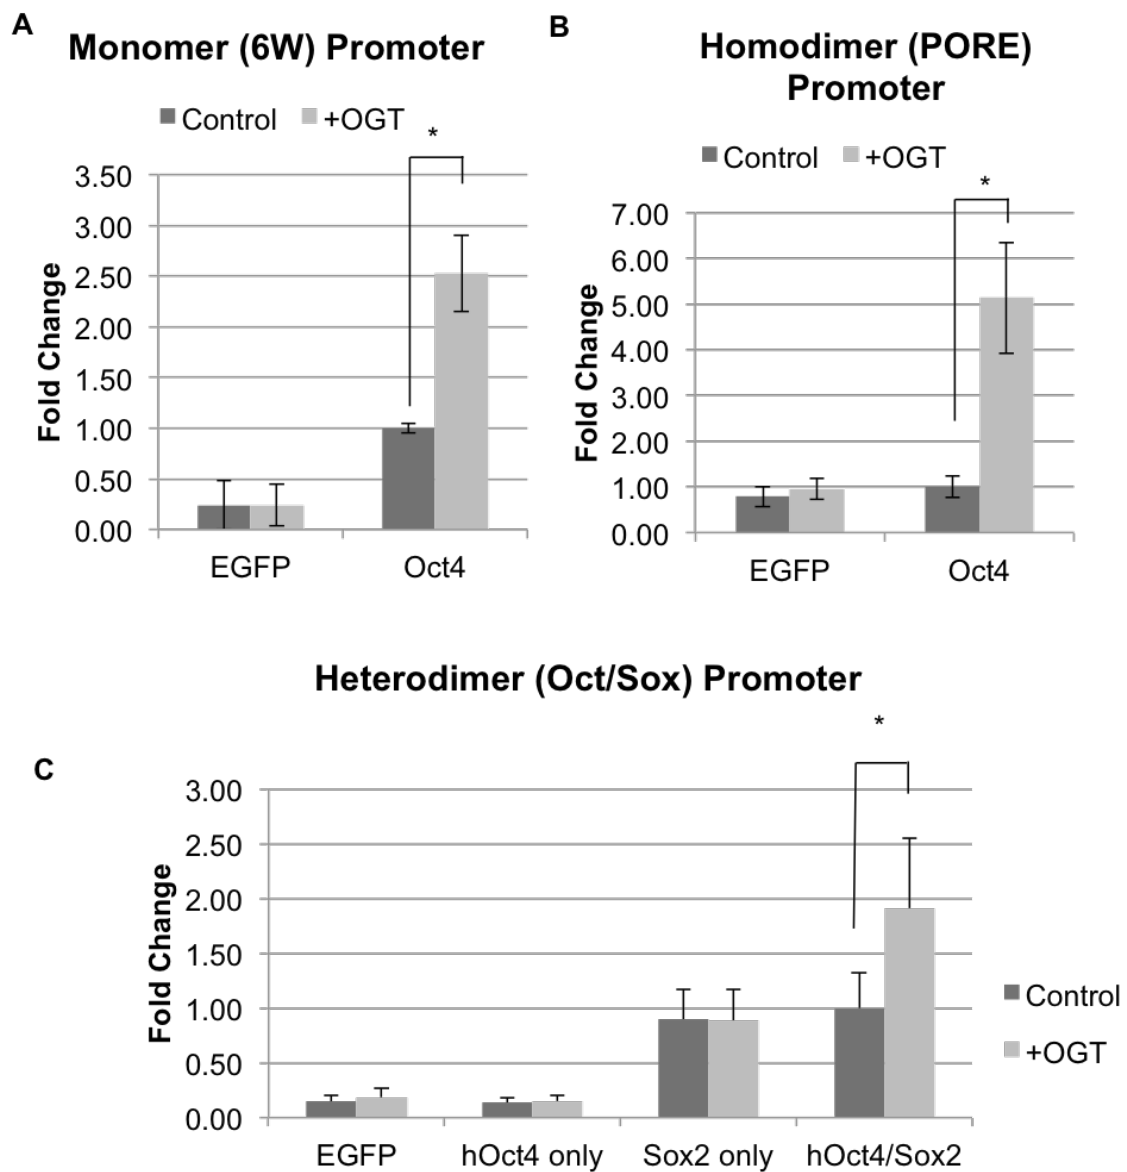 A
Monomer (6W) Promoter
Control +OGT
*
3.50
3.00
2.50
2.00
1.50
1.00
0.50
0.00
Fold Change
EGFP Oct4
B
Homodimer (PORE)
Promoter
Control +OGT
*
7.00
6.00
5.00
4.00
3.00
2.00
1.00
0.00
Fold Change
EGFP Oct4
Heterodimer (Oct/Sox) Promoter
*
C
3.00
2.50
2.00
1.50
1.00
0.50
0.00
Fold Change
Control
+OGT
EGFP hOct4 only Sox2 only hOct4/Sox2